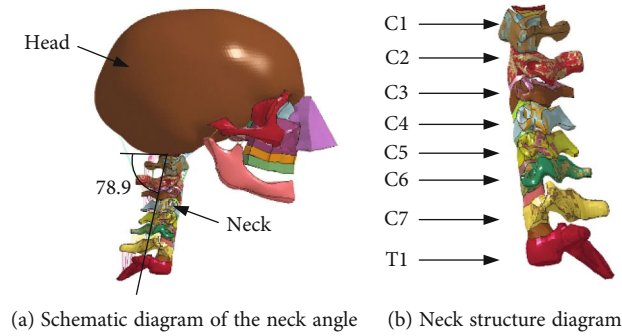 Head
78.9
Neck
(a) Schematic diagram of the neck angle
C1
C2
C3
C4
C5
C6
C7
T1
(b) Neck structure diagram